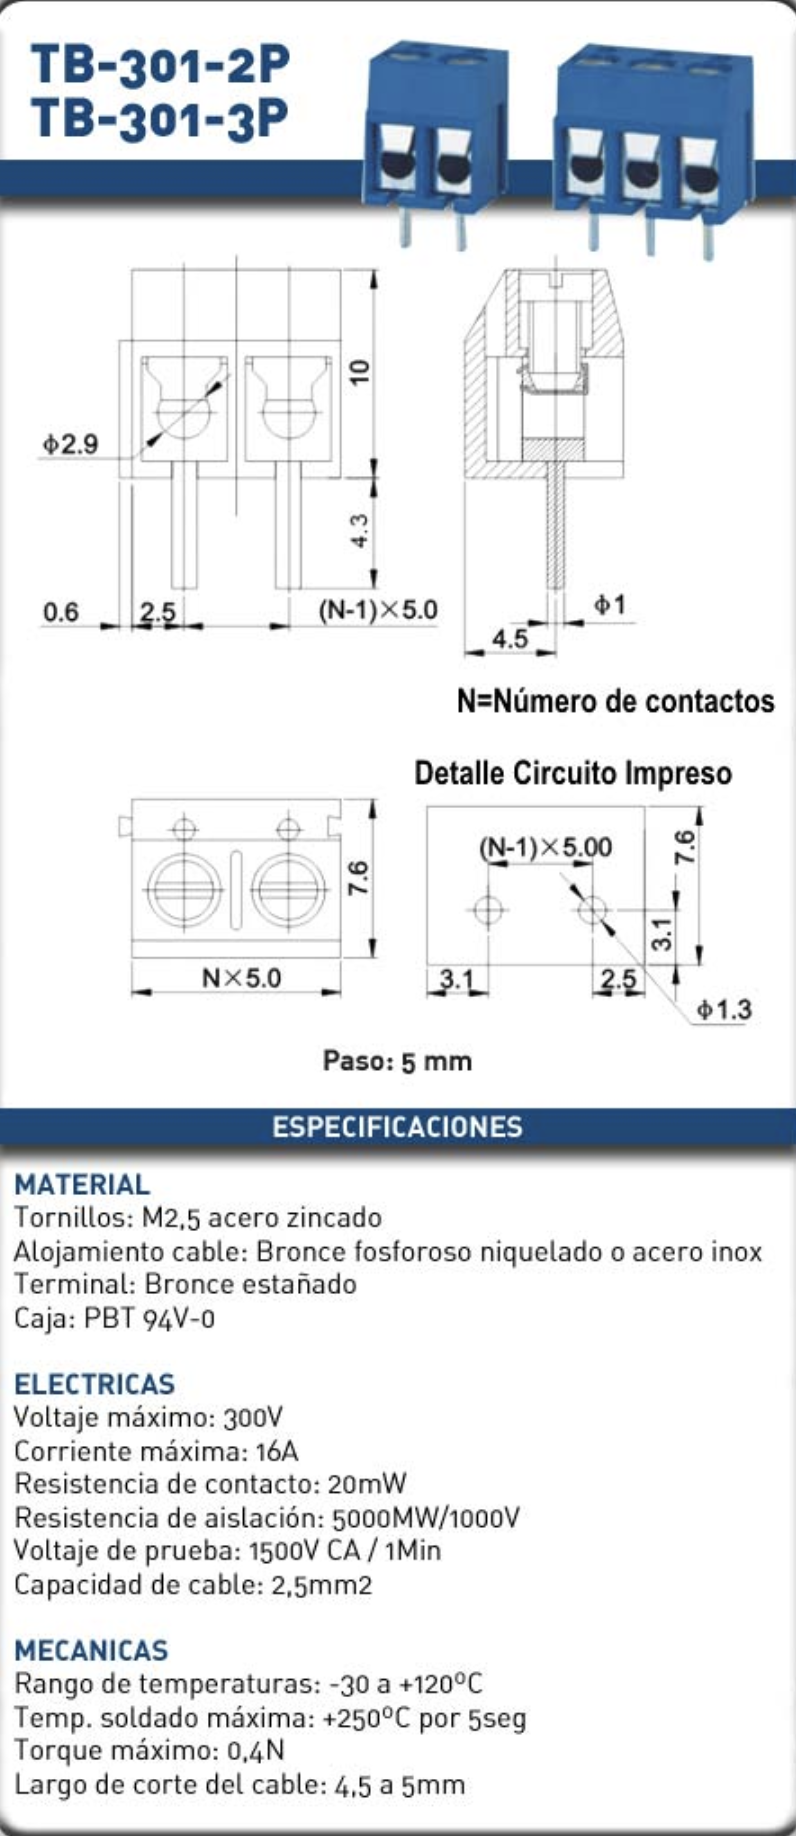 TB-301-2P
TB-301-3P
10
ϕ2.9
4.3
0.6
2.5
(N-1)×5.0
ϕ1
4.5
N=Número de contactos
Detalle Circuito Impreso
(N-1)×5.00
7.6
7.6
3.1
N×5.0
3.1
2.5
ϕ1.3
Paso: 5 mm
ESPECIFICACIONES
MATERIAL
Tornillos: M2,5 acero zincado
Alojamiento cable: Bronce fosforoso niquelado o acero inox
Terminal: Bronce estañado
Caja: PBT 94V-0
ELECTRICAS
Voltaje máximo: 300V
Corriente máxima: 16A
Resistencia de contacto: 20mW
Resistencia de aislación: 5000MW/1000V
Voltaje de prueba: 1500V CA / 1Min
Capacidad de cable: 2,5mm2
MECANICAS
Rango de temperaturas: -30 a +120ºC
Temp. soldado máxima: +250ºC por 5seg
Torque máximo: 0,4N
Largo de corte del cable: 4,5 a 5mm